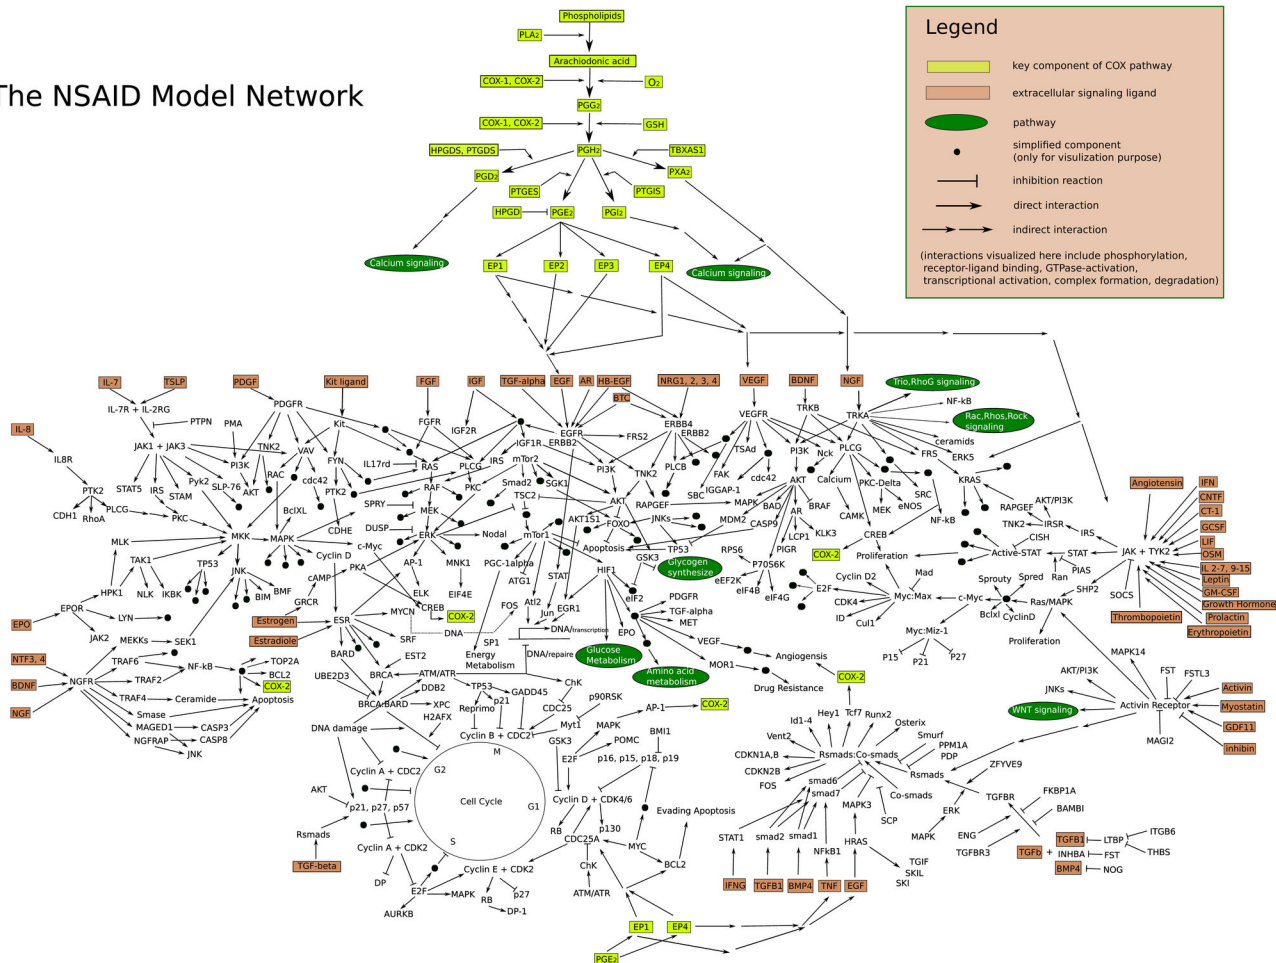 The NSAID Model Network
Phospholipids
PLA₂
Arachodonic acid
COX-1, COX-2
O₂
PGG₂
COX-1, COX-2
GSH
HPGDS, PTGDS
PGH₂
TBXAS1
PGD₂
PXA₂
PTGES
PTGIS
HPGD
PGE₂
PGI₂
Calcium signaling
EP1
EP2
EP3
EP4
Calcium signaling
Legend
key component of COX pathway
extracellular signaling ligand
pathway
simplified component
(only for visulization purpose)
inhibition reaction
direct interaction
indirect interaction
(interactions visualized here include phosphorylation,
receptor-ligand binding, GTPase-activation,
transcriptional activation, complex formation, degradation)
IL-7
TSLP
PDGF
Kit ligand
FGF
IGF
TGF-alpha
EGF
AR
HB-EGF
NRG1, 2, 3, 4
VEGF
BDNF
NGF
Trio,RhoG signaling
BTC
NF-kB
IL-7R + IL-2RG
PDGFR
Rac,Rhos,Rock
signaling
IL-8
PTPN
PMA
Kit
FGFR
IGF2R
IGF1R
EGFR
ERBB2
FRS2
ERBB4
ERBB2
VEGFR
TRKB
TRKA
JAK1 + JAK3
TNK2
VAV
FYN
IL17rd
RAS
PLCG
IRS
mTor2
PI3K
TSAd
PI3K
Nck
PLCG
FRS
ceramids
ERK5
IL8R
PI3K
RAC
cdc42
PLCB
FAK
cdc42
STAT5
IRS
Pyk2
SLP-76
AKT
STAM
PTK2
RAF
PKC
Smad2
SGK1
TNK2
SBC
IGGAP-1
AKT
Calcium
PKC-Delta
SRC
KRAS
PTK2
CDH1
RhoA
PLCG
PKC
BclXL
SPRY
TSC2
AKT
RAPGEF
MAPK
BAD
BRAF
MEK
eNOS
Angiotensin
IFN
CNTF
CT-1
GCSF
LIF
OSM
IL 2-7, 9-15
Leptin
GM-CSF
Growth Hormone
Prolactin
Erythropoietin
Thrombopoietin
AKT/PI3K
RAPGEF
TNK2
IRSR
CISH
IRS
CDHE
MEK
DUSP
AKT1S1
FOXO
JNKs
MDM2
CASP9
AR
LCP1
KLK3
CAMK
NF-kB
CREB
MLK
MKK
MAPK
ERK
Nodal
mTor1
Apoptosis
GSK3
TP53
PIGR
COX-2
Proliferation
Active-STAT
STAT
PIAS
JAK + TYK2
Ran
SHP2
SOCS
TAK1
TP53
Cyclin D
c-Myc
AP-1
MNK1
PGC-1alpha
ATG1
STAT
HIF1
Glycogen
synthesize
RPS6
P70S6K
eEF2K
eIF4B
eIF4G
Cyclin D2
E2F
CDK4
ID
Cul1
Mad
Myc:Max
c-Myc
Sprouty
Spred
Bclxl
CyclinD
Ras/MAPK
HPK1
NLK
IKBK
JNK
BIM
BMF
cAMP
GRCR
PKA
ELK
EIF4E
FOS
Atl2
Jun
EGR1
eIF2
EPO
PDGFR
TGF-alpha
MET
EPOR
LYN
EPO
JAK2
SEK1
Estrogen
Estradiole
ESR
MYCN
CREB
COX-2
SRF
DNA
SP1
DNA/transcription
DNA/repaire
VEGF
MOR1
Angiogensis
Drug Resistance
Myc:Miz-1
P15
P21
P27
Proliferation
NTF3, 4
BDNF
NGF
NGFR
MEKKs
TRAF6
TRAF2
TRAF4
NF-kB
Ceramide
Smase
MAGED1
NGFRAP
JNK
CASP3
CASP8
TOP2A
BCL2
COX-2
Apoptosis
BARD
UBE2D3
BRCA
EST2
ATM/ATR
Energy
Metabolism
Glucose
Metabolism
Amino acid
metabolism
COX-2
DDB2
TP53
p21
GADD45
ChK
CDC25
p90RSK
XPC
H2AFX
BRCA:BARD
Reprimo
Cyclin B + CDC2
Myt1
MAPK
AP-1
COX-2
DNA damage
GSK3
E2F
POMC
BMI1
p16, p15, p18, p19
M
G2
G1
S
Cell Cycle
Cyclin A + CDC2
AKT
p21, p27, p57
Rsmads
TGF-beta
Cyclin A + CDK2
DP
E2F
AURKB
MAPK
Cyclin E + CDK2
RB
DP-1
p27
Cyclin D + CDK4/6
RB
p130
CDC25A
ChK
ATM/ATR
MYC
Evading Apoptosis
BCL2
EP1
EP4
PGE₂
Id1-4
Hey1
Tcf7
Runx2
Osterix
Vent2
Smurf
PPM1A
PDP
CDKN1A,B
Rsmads:Co-smads
CDKN2B
FOS
Rsmads
smad6
smad7
Co-smads
MAPK3
SCP
STAT1
smad2
smad1
NFkB1
HRAS
TGIF
SKIL
SKI
IFNG
TGFB1
BMP4
TNF
EGF
ZFYVE9
TGFBR
ERK
MAPK
ENG
TGFBR3
FKBP1A
BAMBI
TGFb
+
TGFB1
INHBA
BMP4
LTBP
FST
NOG
ITGB6
THBS
MAPK14
AKT/PI3K
JNKs
WNT signaling
FST
FSTL3
Activin Receptor
MAGI2
Activin
Myostatin
GDF11
inhibin